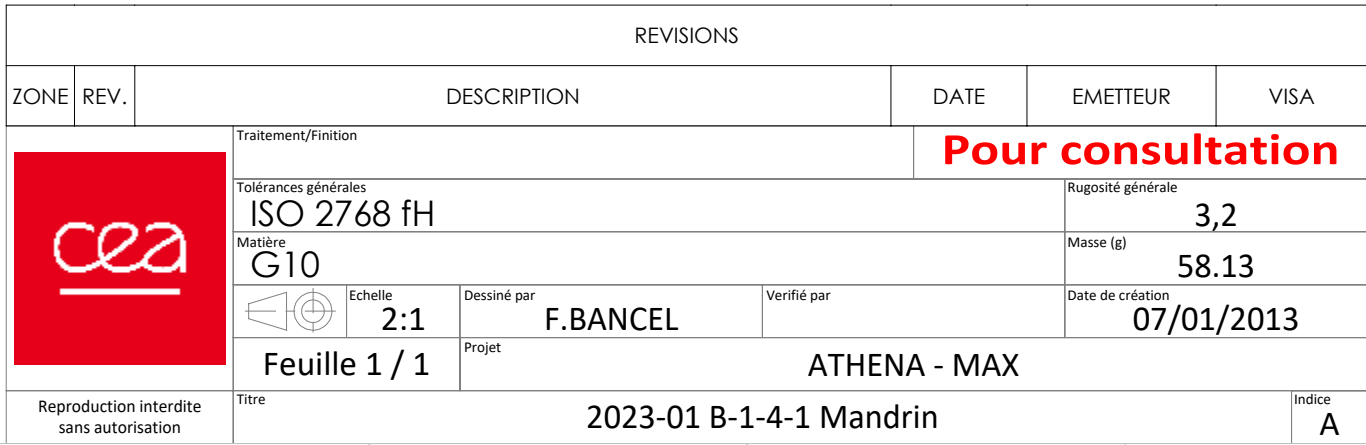 REVISIONS
ZONE REV. DESCRIPTION DATE EMETTEUR VISA
Traitement/Finition
Pour consultation
cea
Tolérances générales
ISO 2768 fH
Rugosité générale
3,2
Matière
G10
Masse (g)
58.13
Echelle
2:1
Dessiné par
F.BANCEL
Verifié par
Date de création
07/01/2013
Feuille 1 / 1
Projet
ATHENA - MAX
Reproduction interdite
sans autorisation
Titre
2023-01 B-1-4-1 Mandrin
Indice
A